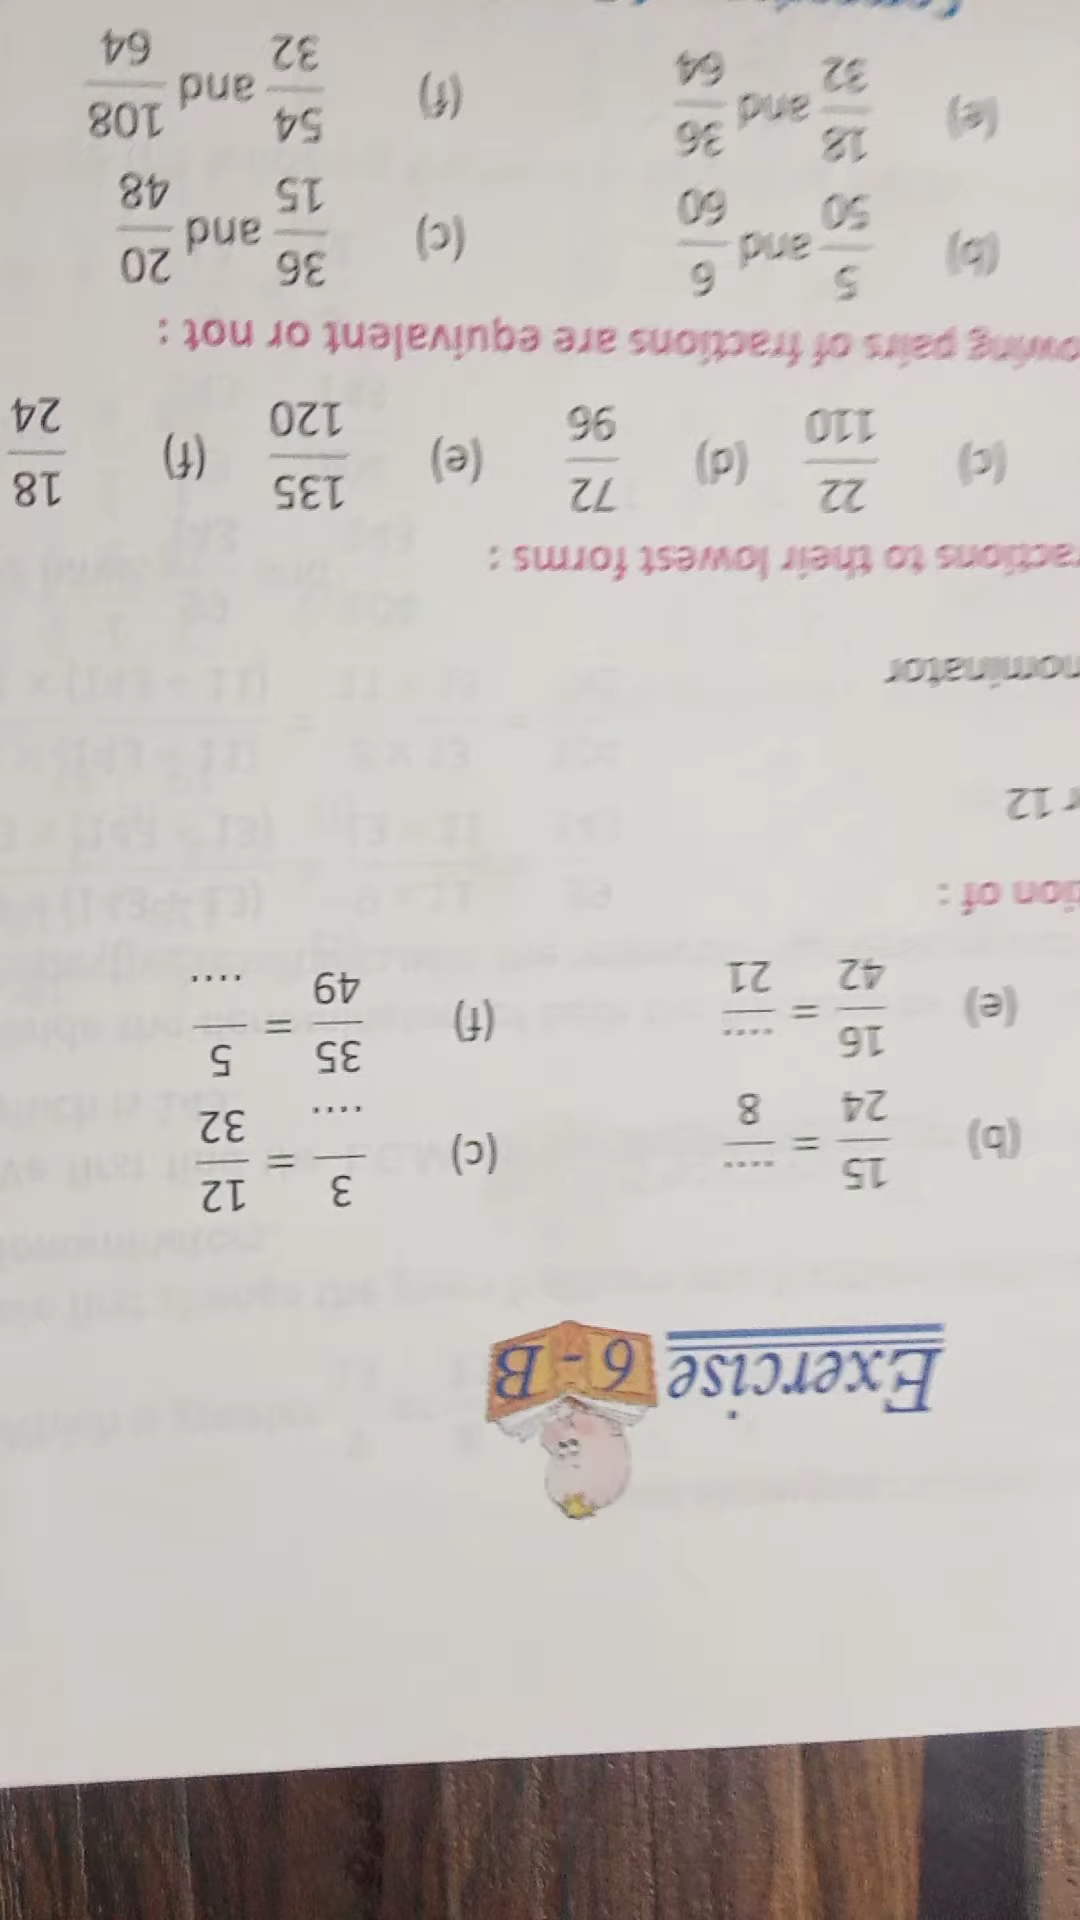 Exercise 6 - B
(b) 15/24 = ..../8 (c) 3/.... = 12/32
(e) 16/42 = ..../21 (f) 35/49 = 5/....
tion of :
r 12
nominator
ractions to their lowest forms :
(c) 22/110 (d) 72/96 (e) 135/120 (f) 18/24
owing pairs of fractions are equivalent or not :
(b) 5/50 and 6/60 (c) 36/15 and 20/48
(e) 18/32 and 36/64 (f) 54/32 and 108/64